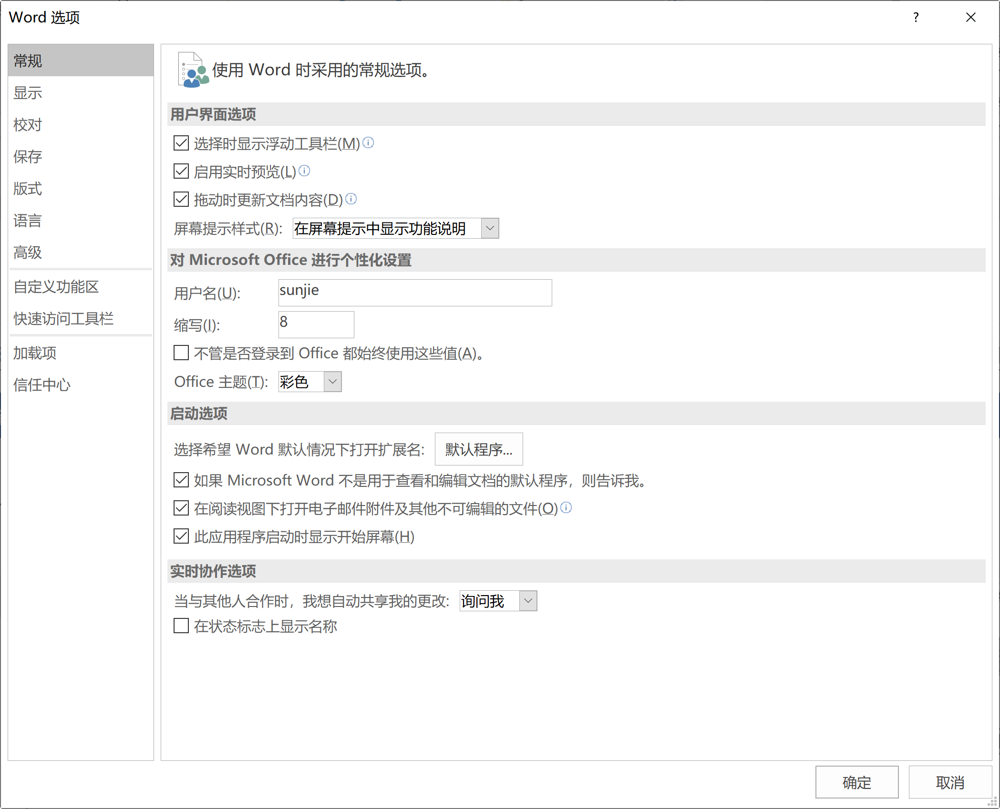 Word 选项
?
常规
显示
校对
保存
版式
语言
高级
自定义功能区
快速访问工具栏
加载项
信任中心
使用 Word 时采用的常规选项。
用户界面选项
选择时显示浮动工具栏(M)
启用实时预览(L)
拖动时更新文档内容(D)
屏幕提示样式(R): 在屏幕提示中显示功能说明
对 Microsoft Office 进行个性化设置
用户名(U): sunjie
缩写(I): 8
不管是否登录到 Office 都始终使用这些值(A)。
Office 主题(T): 彩色
启动选项
选择希望 Word 默认情况下打开扩展名: 默认程序...
如果 Microsoft Word 不是用于查看和编辑文档的默认程序，则告诉我。
在阅读视图下打开电子邮件附件及其他不可编辑的文件(O)
此应用程序启动时显示开始屏幕(H)
实时协作选项
当与其他人合作时，我想自动共享我的更改: 询问我
在状态标志上显示名称
确定 取消